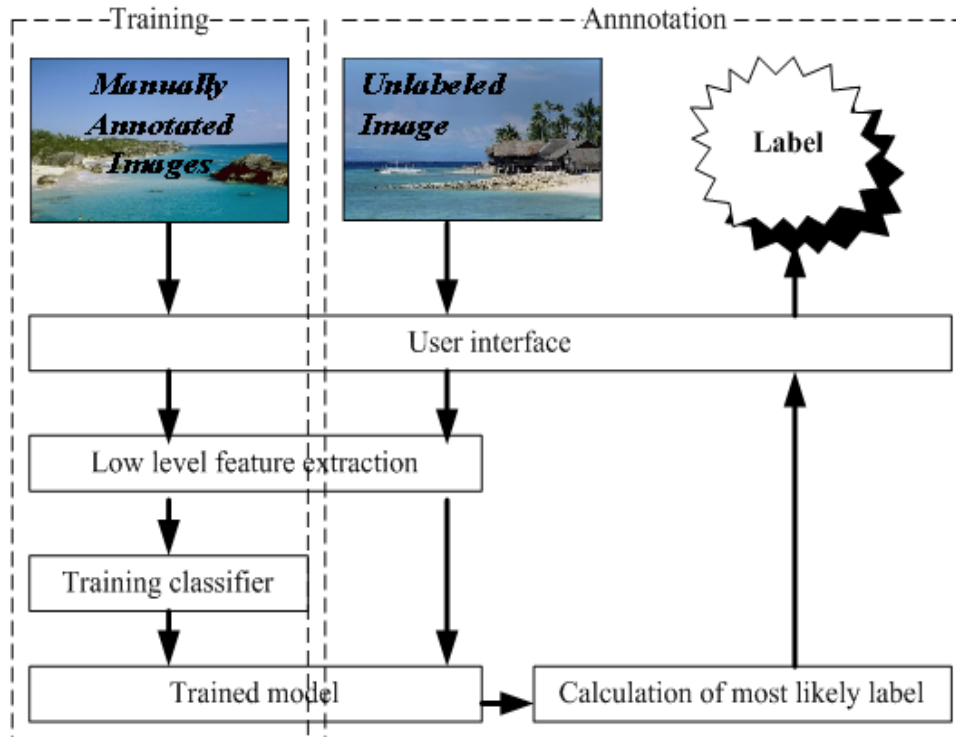 Training
Annnotation
Manually
Annotated
Images
Unlabeled
Image
Label
User interface
Low level feature extraction
Training classifier
Trained model
Calculation of most likely label